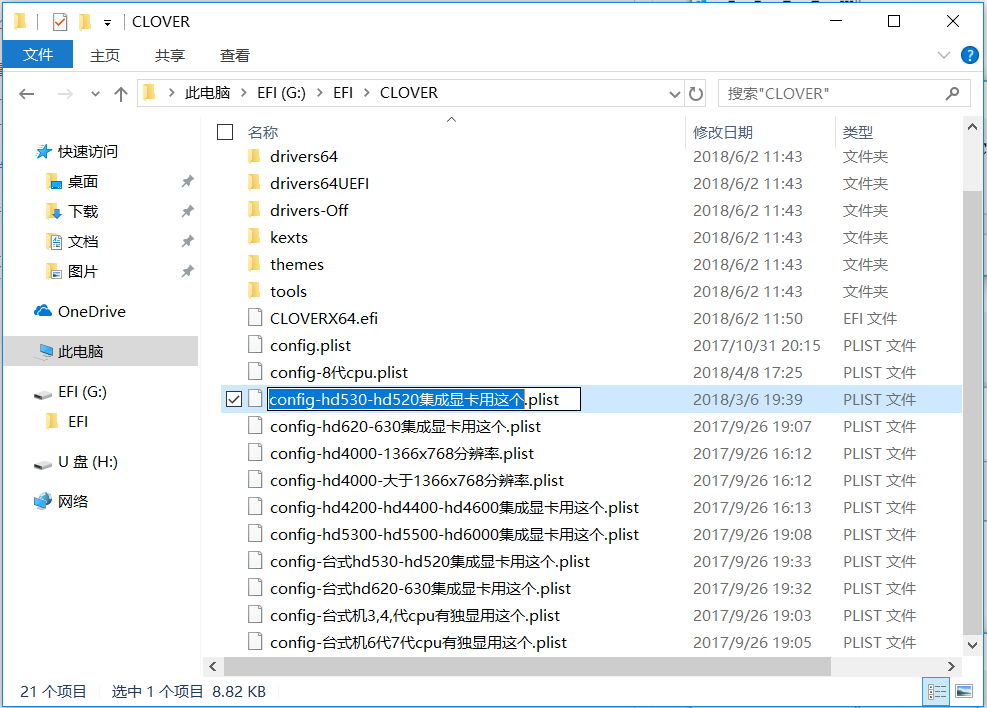 CLOVER
文件 主页 共享 查看
此电脑 EFI (G:) EFI CLOVER 搜索"CLOVER"
名称 修改日期 类型
快速访问
桌面
下载
文档
图片
OneDrive
此电脑
EFI (G:)
EFI
U 盘 (H:)
网络
drivers64 2018/6/2 11:43 文件夹
drivers64UEFI 2018/6/2 11:43 文件夹
drivers-Off 2018/6/2 11:43 文件夹
kexts 2018/6/2 11:43 文件夹
themes 2018/6/2 11:43 文件夹
tools 2018/6/2 11:43 文件夹
CLOVERX64.efi 2018/6/2 11:50 EFI 文件
config.plist 2017/10/31 20:15 PLIST 文件
config-8代cpu.plist 2018/4/8 17:25 PLIST 文件
config-hd530-hd520集成显卡用这个.plist 2018/3/6 19:39 PLIST 文件
config-hd620-630集成显卡用这个.plist 2017/9/26 19:07 PLIST 文件
config-hd4000-1366x768分辨率.plist 2017/9/26 16:12 PLIST 文件
config-hd4000-大于1366x768分辨率.plist 2017/9/26 16:12 PLIST 文件
config-hd4200-hd4400-hd4600集成显卡用这个.plist 2017/9/26 16:13 PLIST 文件
config-hd5300-hd5500-hd6000集成显卡用这个.plist 2017/9/26 19:08 PLIST 文件
config-台式hd530-hd520集成显卡用这个.plist 2017/9/26 19:33 PLIST 文件
config-台式hd620-630集成显卡用这个.plist 2017/9/26 19:32 PLIST 文件
config-台式机3,4,代cpu有独显用这个.plist 2017/9/26 19:03 PLIST 文件
config-台式机6代7代cpu有独显用这个.plist 2017/9/26 19:05 PLIST 文件
21 个项目 选中 1 个项目 8.82 KB